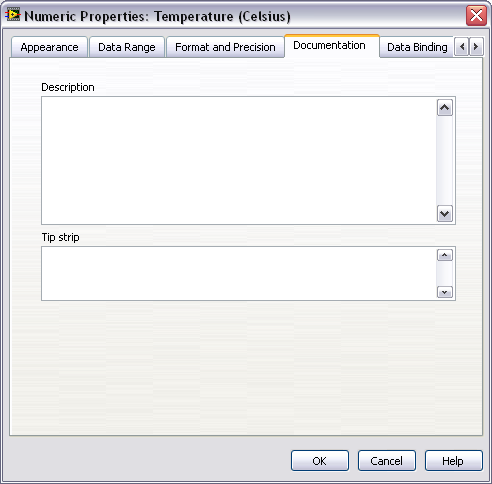 Numeric Properties: Temperature (Celsius)
Appearance Data Range Format and Precision Documentation Data Binding
Description
Tip strip
OK Cancel Help